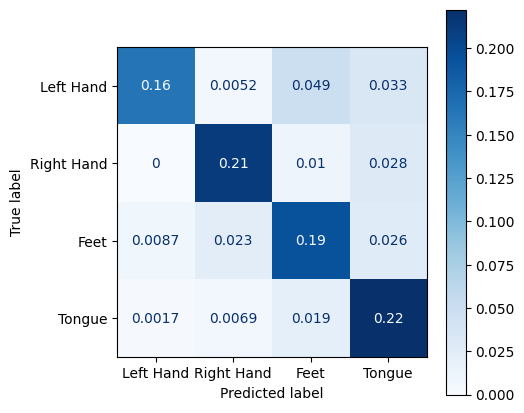 Left Hand 0.16 0.0052 0.049 0.033
Right Hand 0 0.21 0.01 0.028
Feet 0.0087 0.023 0.19 0.026
Tongue 0.0017 0.0069 0.019 0.22
Left Hand Right Hand Feet Tongue
Predicted label
True label
0.200
0.175
0.150
0.125
0.100
0.075
0.050
0.025
0.000